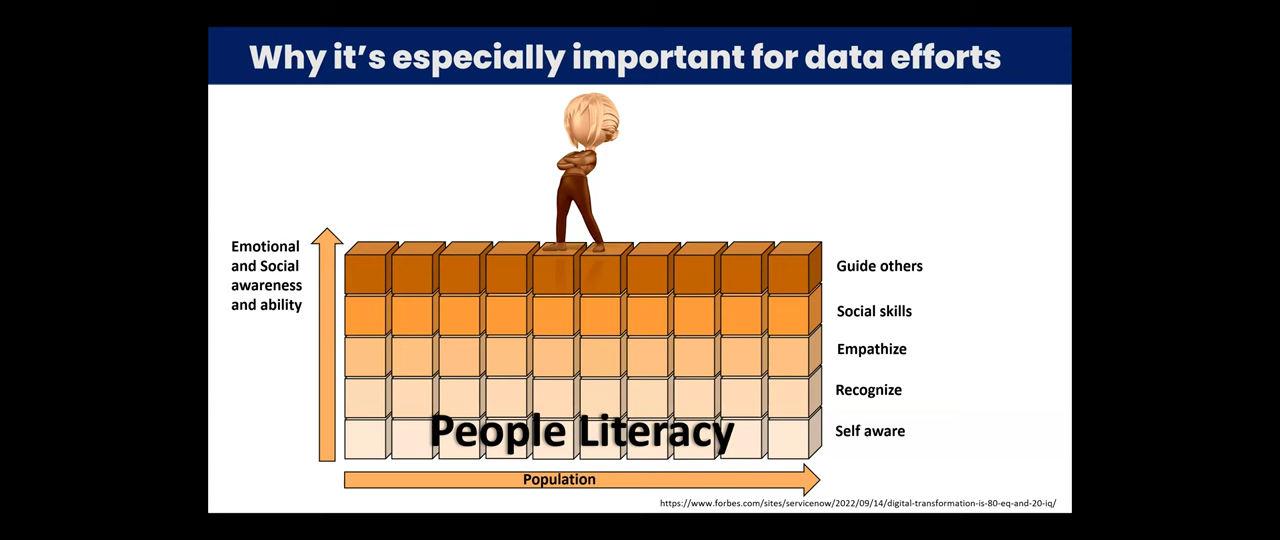 Why it's especially important for data efforts
Emotional
and Social
awareness
and ability
Guide others
Social skills
Empathize
Recognize
Self aware
People Literacy
Population
https://www.forbes.com/sites/servicenow/2022/09/14/digital-transformation-is-80-eq-and-20-iq/